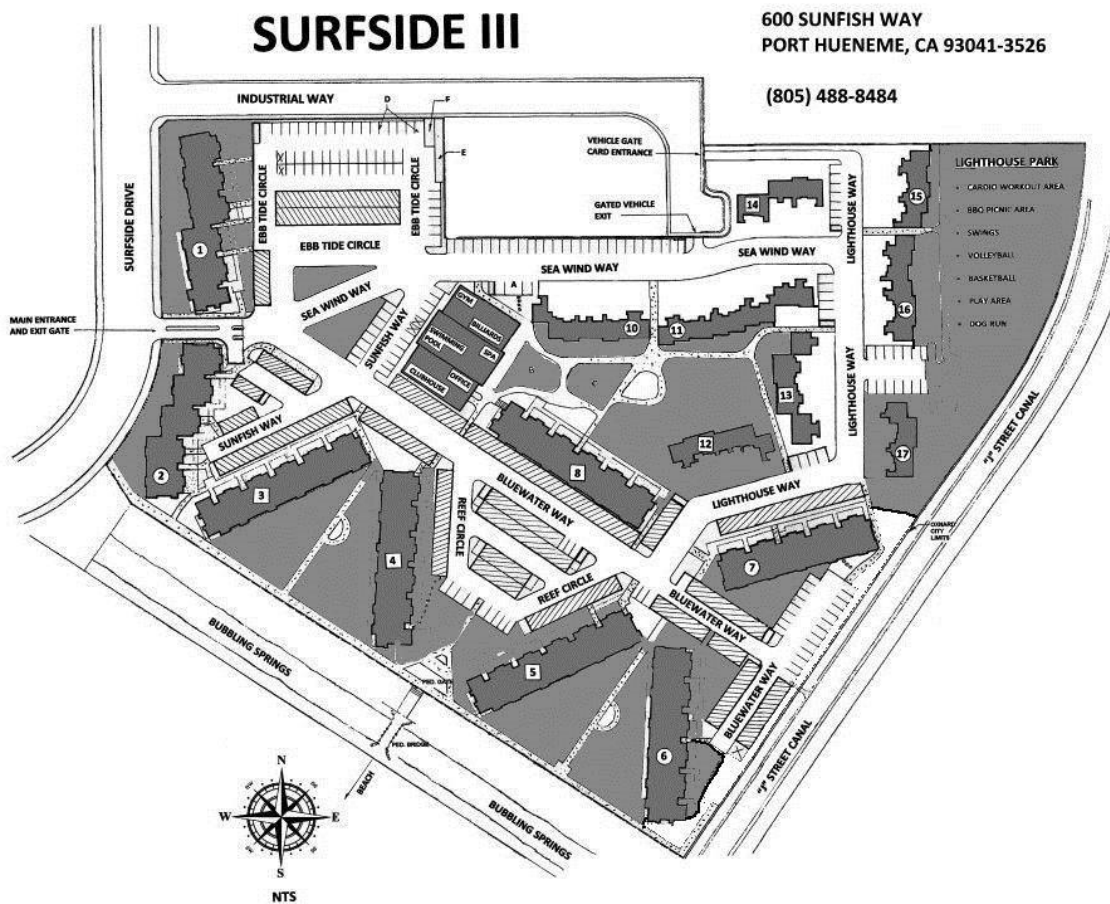 SURFSIDE III
600 SUNFISH WAY
PORT HUENEME, CA 93041-3526
(805) 488-8484
INDUSTRIAL WAY
D
F
E
VEHICLE GATE
CARD ENTRANCE
GATED VEHICLE
EXIT
LIGHTHOUSE PARK
• CARDIO WORKOUT AREA
• BBQ PICNIC AREA
• SWINGS
• VOLLEYBALL
• BASKETBALL
• PLAY AREA
• DOG RUN
SURFSIDE DRIVE
EBB TIDE CIRCLE
EBB TIDE CIRCLE
EBB TIDE CIRCLE
1
14
15
LIGHTHOUSE WAY
SEA WIND WAY
SEA WIND WAY
SEA WIND WAY
MAIN ENTRANCE
AND EXIT GATE
SUNFISH WAY
A
GYM
BILLIARDS
SWIMMING
POOL
SPA
CLUBHOUSE
OFFICE
10
11
16
B
C
13
LIGHTHOUSE WAY
2
SUNFISH WAY
3
4
8
12
17
"J" STREET CANAL
REEF CIRCLE
BLUEWATER WAY
LIGHTHOUSE WAY
OXNARD
CITY
LIMITS
7
REEF CIRCLE
BLUEWATER WAY
BUBBLING SPRINGS
PED. GATE
5
6
BLUEWATER WAY
"J" STREET CANAL
PED. BRIDGE
BEACH
BUBBLING SPRINGS
N
W
E
S
NTS